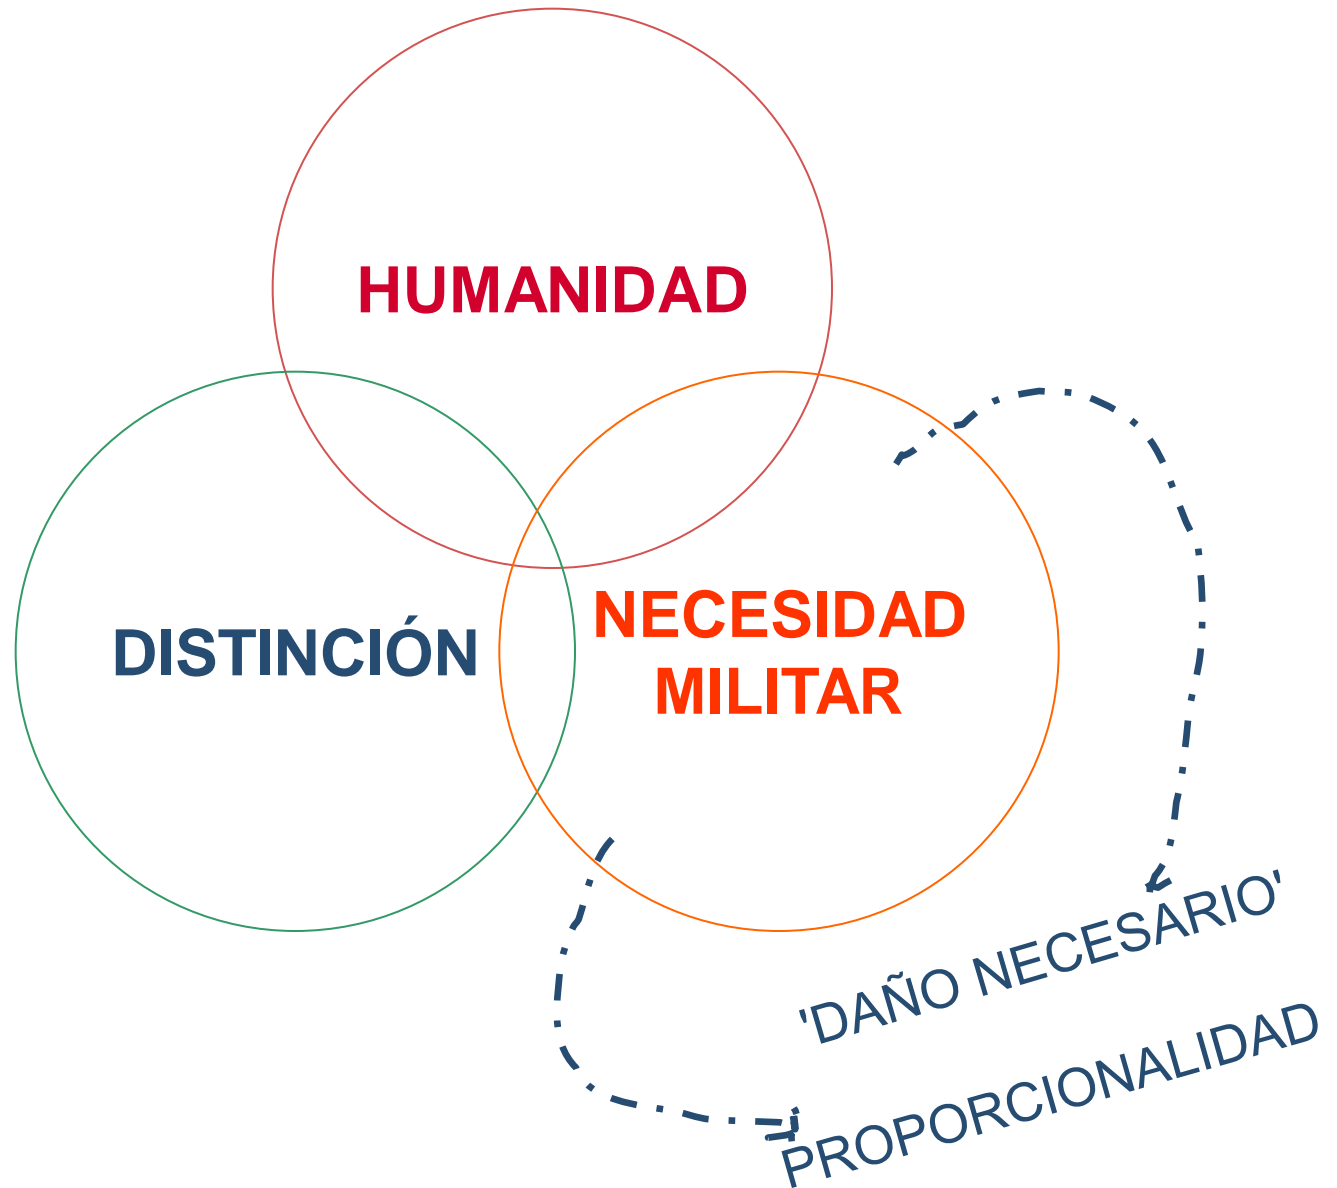 HUMANIDAD
DISTINCIÓN
NECESIDAD
MILITAR
'DAÑO NECESARIO'
PROPORCIONALIDAD